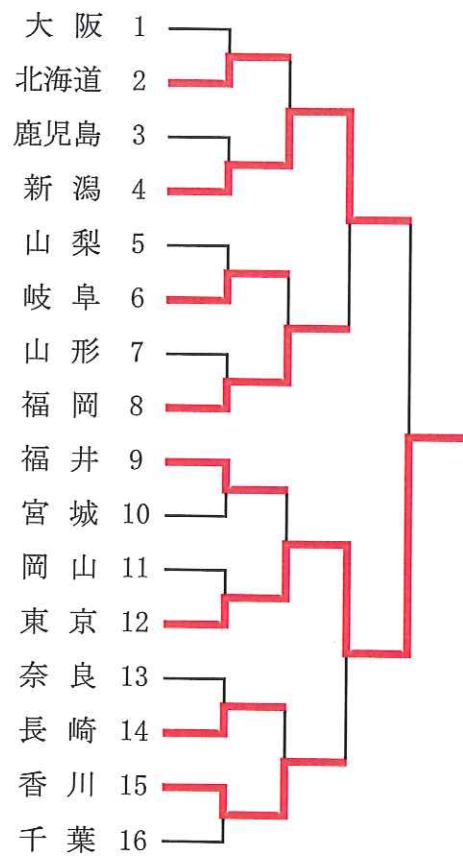 大阪 1
北海道 2
鹿児島 3
新潟 4
山梨 5
岐阜 6
山形 7
福岡 8
福井 9
宮城 10
岡山 11
東京 12
奈良 13
長崎 14
香川 15
千葉 16